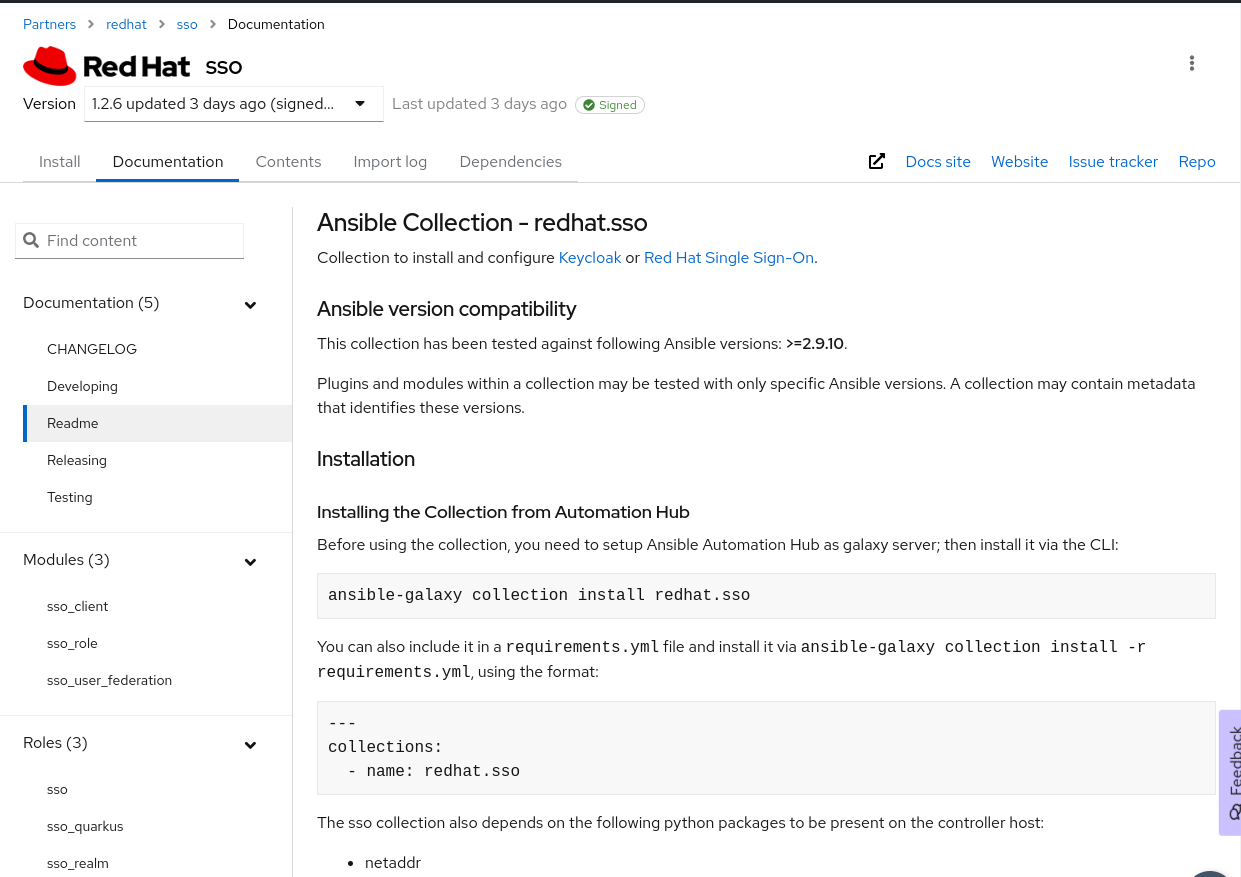 Partners > redhat > sso > Documentation
Red Hat sso
Version 1.2.6 updated 3 days ago (signed... Last updated 3 days ago Signed
Install Documentation Contents Import log Dependencies Docs site Website Issue tracker Repo
Find content
Documentation (5)
CHANGELOG
Developing
Readme
Releasing
Testing
Modules (3)
sso_client
sso_role
sso_user_federation
Roles (3)
sso
sso_quarkus
sso_realm
Ansible Collection - redhat.sso
Collection to install and configure Keycloak or Red Hat Single Sign-On.
Ansible version compatibility
This collection has been tested against following Ansible versions: >=2.9.10.
Plugins and modules within a collection may be tested with only specific Ansible versions. A collection may contain metadata
that identifies these versions.
Installation
Installing the Collection from Automation Hub
Before using the collection, you need to setup Ansible Automation Hub as galaxy server; then install it via the CLI:
ansible-galaxy collection install redhat.sso
You can also include it in a requirements.yml file and install it via ansible-galaxy collection install -r
requirements.yml, using the format:
---
collections:
  - name: redhat.sso
The sso collection also depends on the following python packages to be present on the controller host:
• netaddr
Feedback